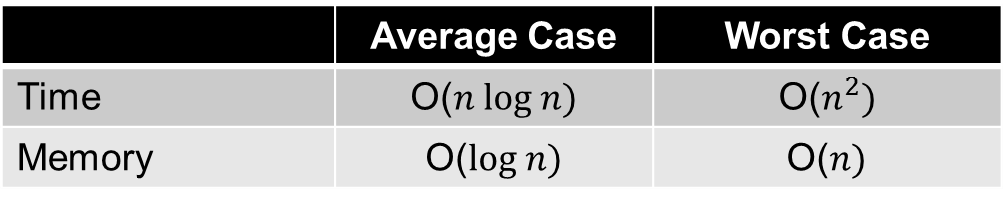 Average Case Worst Case
Time O(n log n) O(n²)
Memory O(log n) O(n)